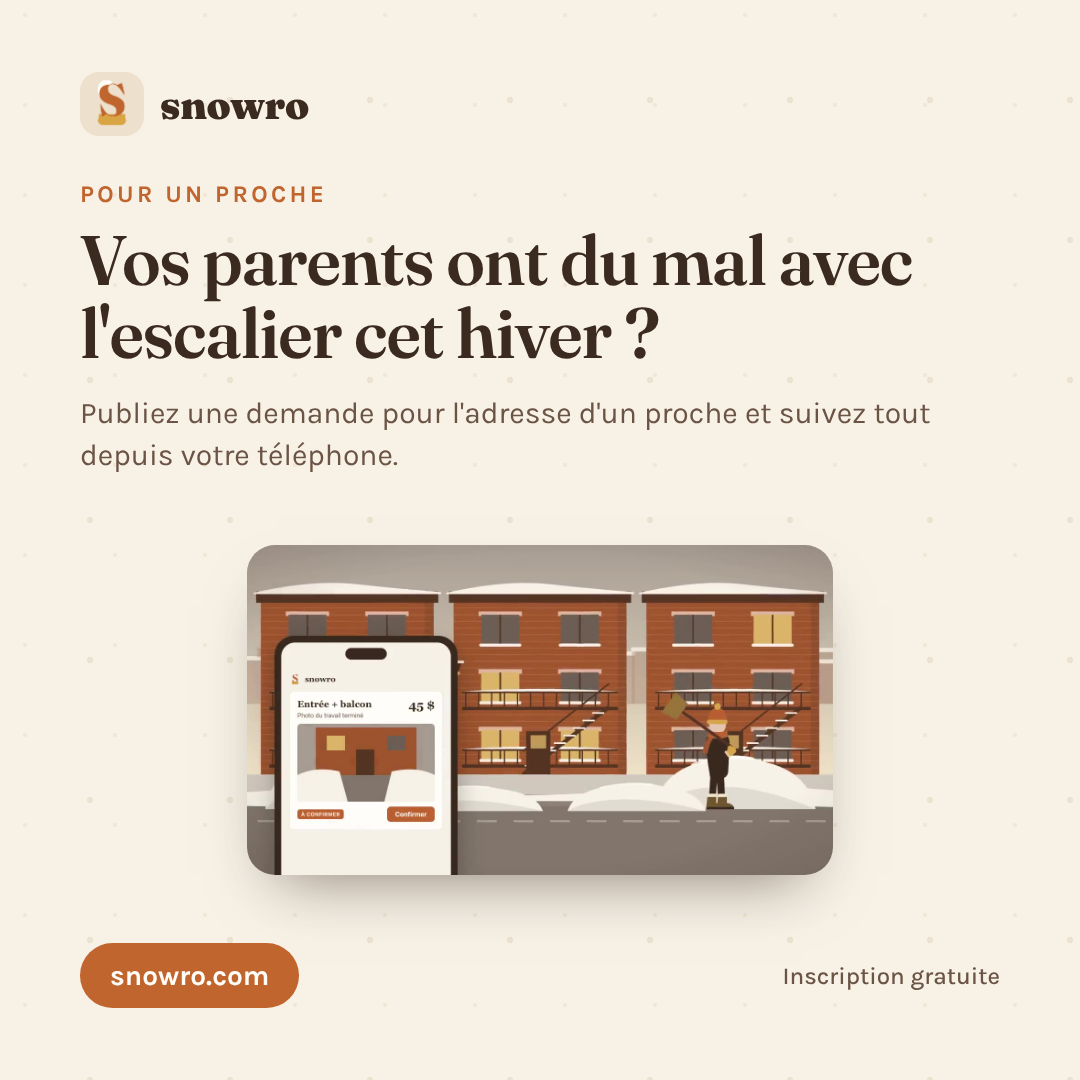 S
snowro
POUR UN PROCHE
Vos parents ont du mal avec
l'escalier cet hiver ?
Publiez une demande pour l'adresse d'un proche et suivez tout
depuis votre téléphone.
S snowro
Entrée + balcon 45 $
Photo du travail terminé
À CONFIRMER Confirmer
snowro.com
Inscription gratuite